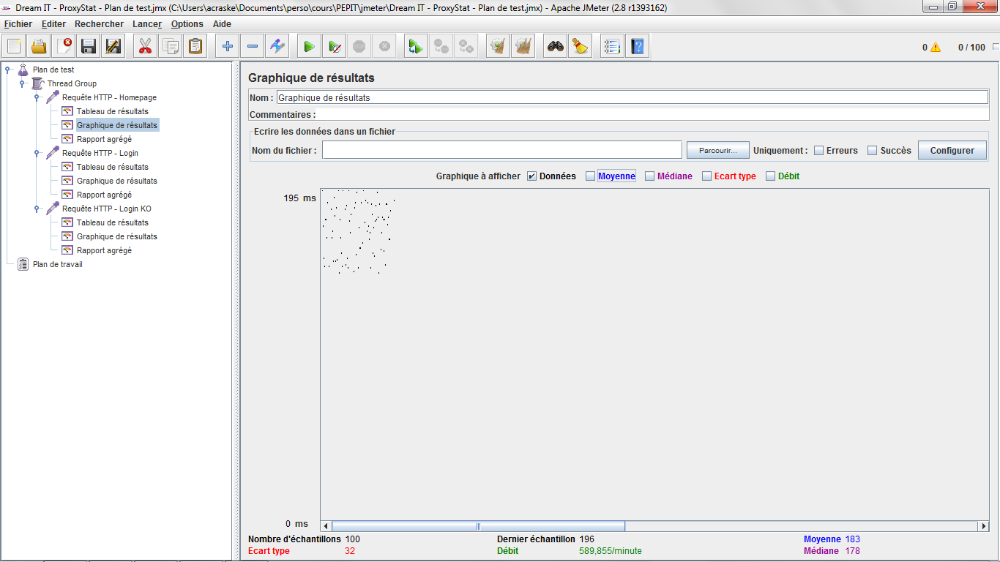 Dream IT - ProxyStat - Plan de test.jmx (C:\Users\acraske\Documents\perso\cours\PEPIT\jmeter\Dream IT - ProxyStat - Plan de test.jmx) - Apache JMeter (2.8 r1393162)
Fichier Editer Rechercher Lancer Options Aide
0 0 / 100
Plan de test
Thread Group
Requête HTTP - Homepage
Tableau de résultats
Graphique de résultats
Rapport agrégé
Requête HTTP - Login
Tableau de résultats
Graphique de résultats
Rapport agrégé
Requête HTTP - Login KO
Tableau de résultats
Graphique de résultats
Rapport agrégé
Plan de travail
Graphique de résultats
Nom : Graphique de résultats
Commentaires :
Ecrire les données dans un fichier
Nom du fichier : Parcourir... Uniquement : Erreurs Succès Configurer
Graphique à afficher Données Moyenne Médiane Ecart type Débit
195 ms
0 ms
Nombre d'échantillons 100 Dernier échantillon 196 Moyenne 183
Ecart type 32 Débit 589,855/minute Médiane 178